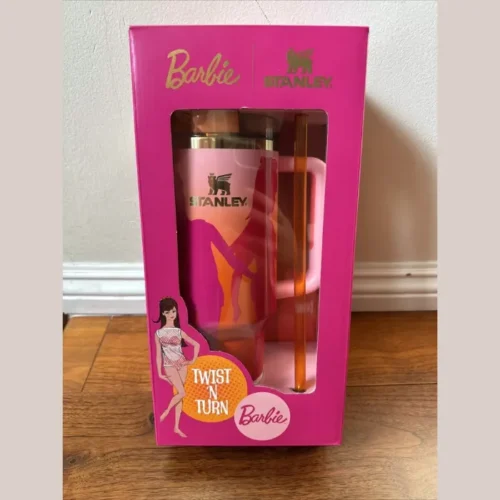 Barbie
STANLEY
STANLEY
TWIST
'N
TURN
Barbie